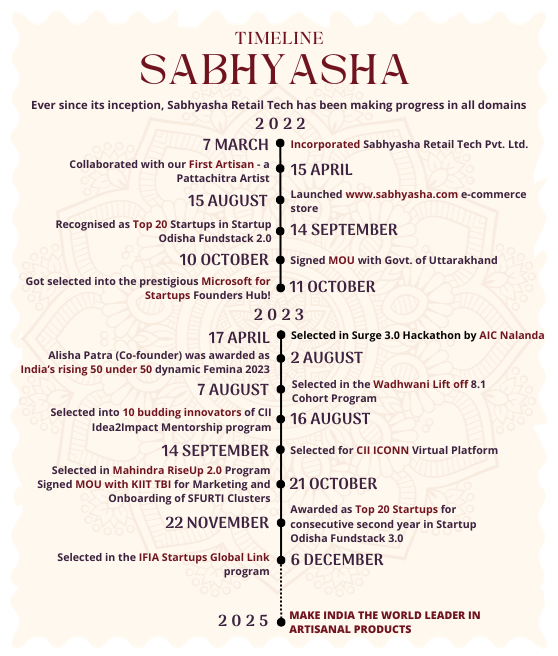 TIMELINE
SABHYASHA
Ever since its inception, Sabhyasha Retail Tech has been making progress in all domains
2022
7 MARCH
Incorporated Sabhyasha Retail Tech Pvt. Ltd.
Collaborated with our First Artisan - a
Pattachitra Artist
15 APRIL
15 AUGUST
Launched www.sabhyasha.com e-commerce
store
Recognised as Top 20 Startups in Startup
Odisha Fundstack 2.0
14 SEPTEMBER
10 OCTOBER
Signed MOU with Govt. of Uttarakhand
Got selected into the prestigious Microsoft for
Startups Founders Hub!
11 OCTOBER
2023
17 APRIL
Selected in Surge 3.0 Hackathon by AIC Nalanda
Alisha Patra (Co-founder) was awarded as
India's rising 50 under 50 dynamic Femina 2023
2 AUGUST
7 AUGUST
Selected in the Wadhwani Lift off 8.1
Cohort Program
Selected into 10 budding innovators of CII
Idea2Impact Mentorship program
16 AUGUST
14 SEPTEMBER
Selected for CII ICONN Virtual Platform
Selected in Mahindra RiseUp 2.0 Program
Signed MOU with KIIT TBI for Marketing and
Onboarding of SFURTI Clusters
21 OCTOBER
22 NOVEMBER
Awarded as Top 20 Startups for
consecutive second year in Startup
Odisha Fundstack 3.0
Selected in the IFIA Startups Global Link
program
6 DECEMBER
2025
MAKE INDIA THE WORLD LEADER IN
ARTISANAL PRODUCTS